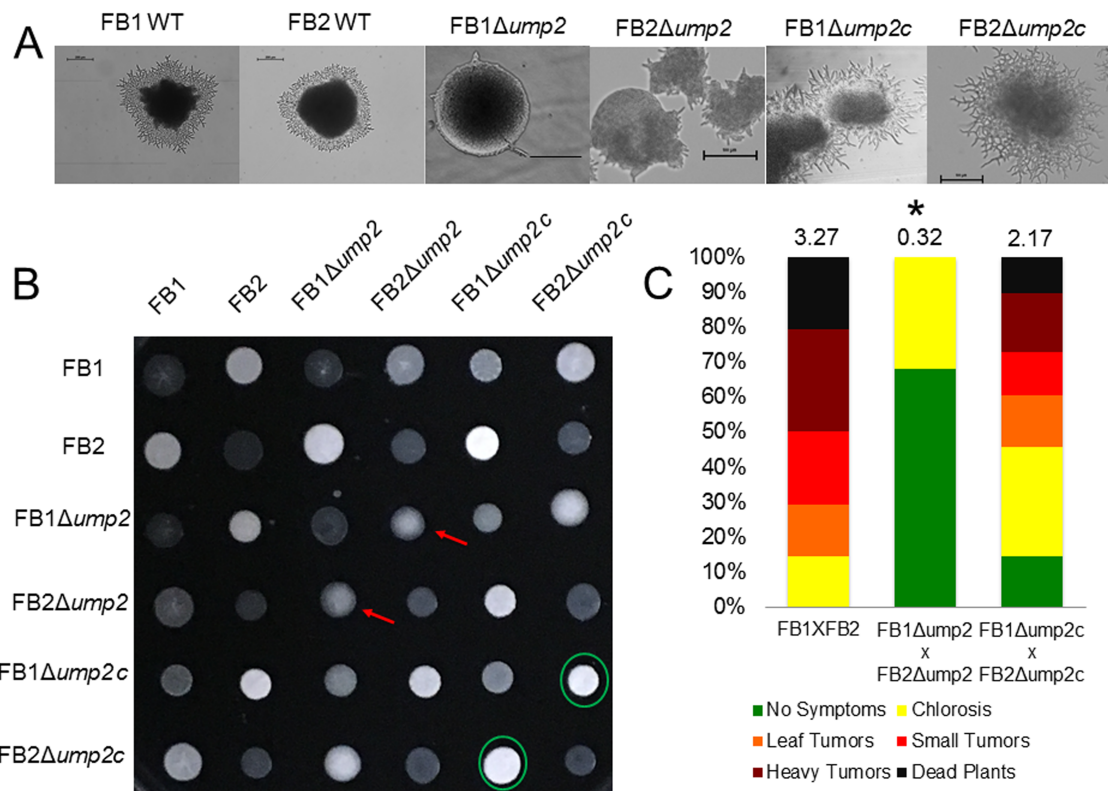 A
FB1 WT
FB2 WT
FB1Δump2
FB2Δump2
FB1Δump2c
FB2Δump2c
B
FB1
FB2
FB1Δump2
FB2Δump2
FB1Δump2c
FB2Δump2c
FB1
FB2
FB1Δump2
FB2Δump2
FB1Δump2c
FB2Δump2c
C
*
3.27
0.32
2.17
100%
90%
80%
70%
60%
50%
40%
30%
20%
10%
0%
FB1XFB2
FB1Δump2
x
FB2Δump2
FB1Δump2c
x
FB2Δump2c
No Symptoms
Chlorosis
Leaf Tumors
Small Tumors
Heavy Tumors
Dead Plants